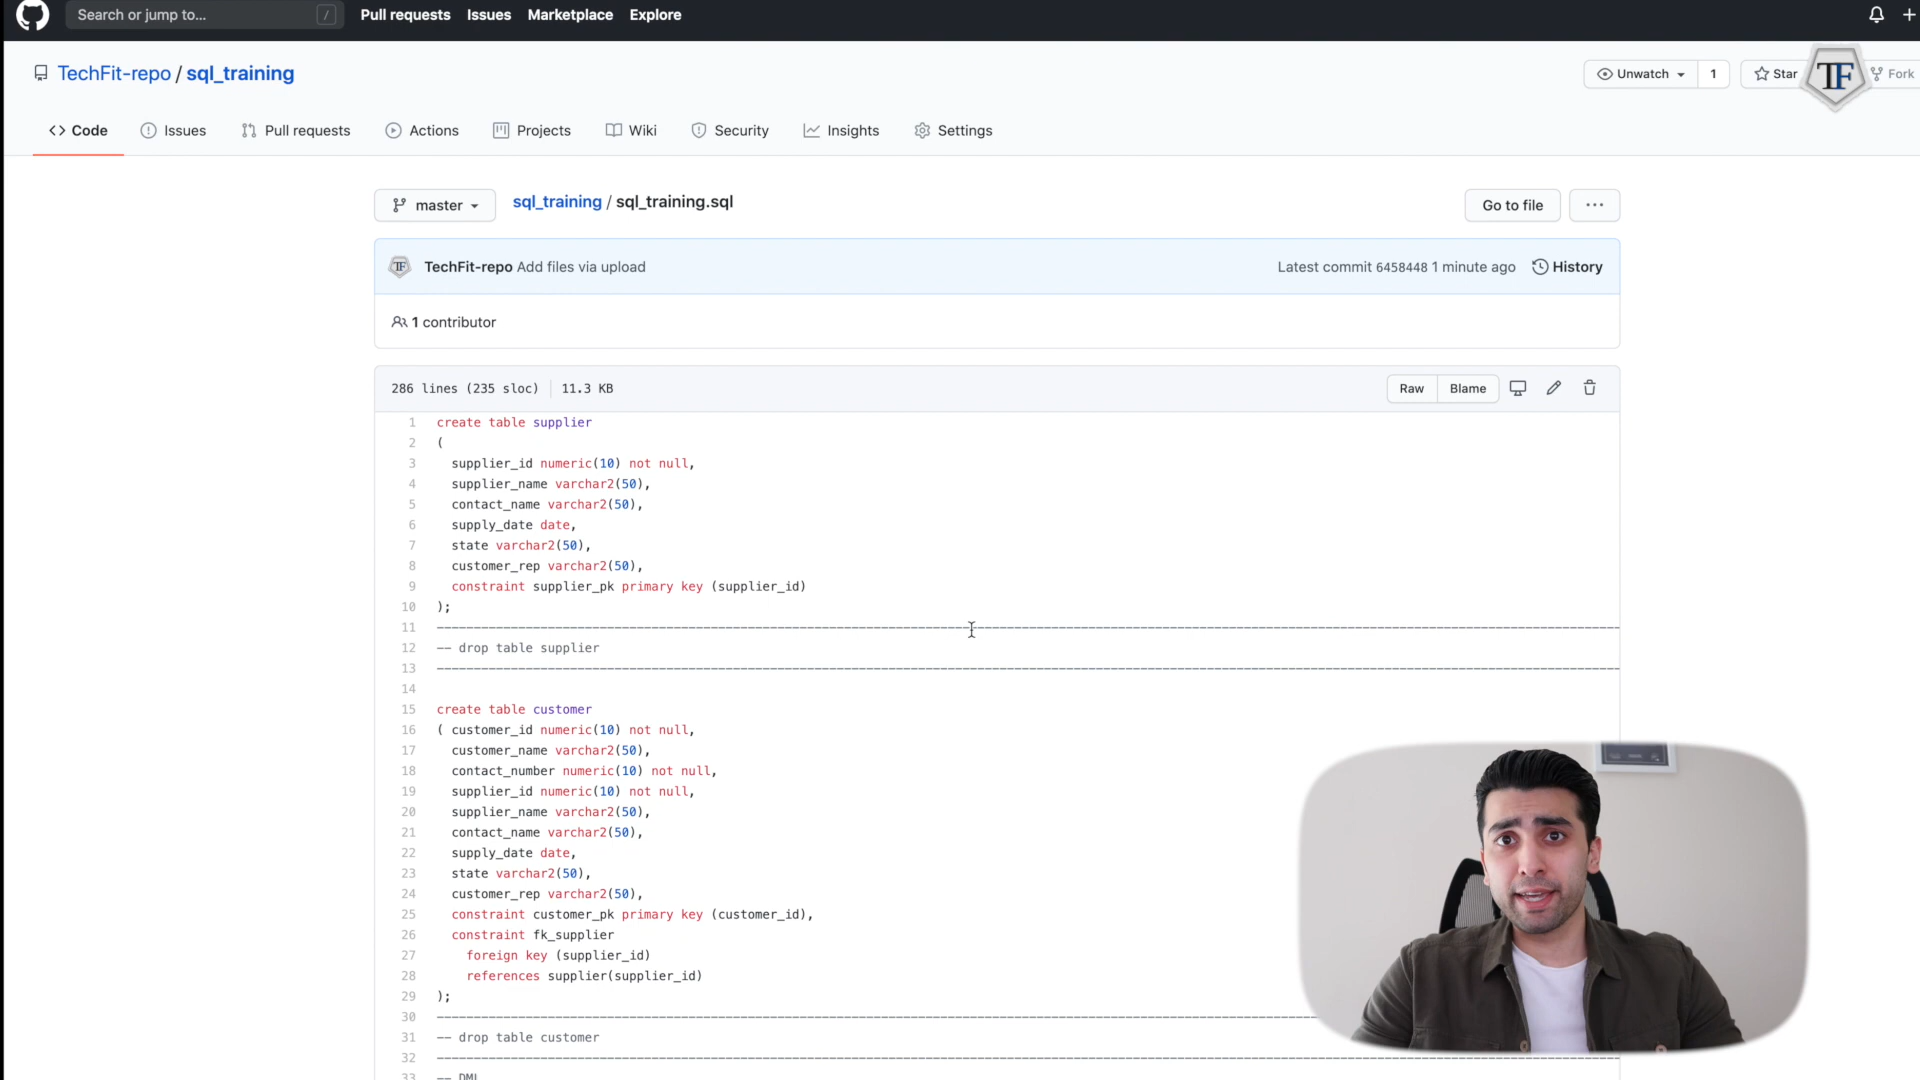 Search or jump to... / Pull requests Issues Marketplace Explore
TechFit-repo / sql_training Unwatch 1 Star TF Fork
Code Issues Pull requests Actions Projects Wiki Security Insights Settings
master sql_training / sql_training.sql Go to file ...
TF TechFit-repo Add files via upload Latest commit 6458448 1 minute ago History
1 contributor
286 lines (235 sloc) 11.3 KB Raw Blame
1 create table supplier
2 (
3 supplier_id numeric(10) not null,
4 supplier_name varchar2(50),
5 contact_name varchar2(50),
6 supply_date date,
7 state varchar2(50),
8 customer_rep varchar2(50),
9 constraint supplier_pk primary key (supplier_id)
10 );
11 --------------------------------------------------------------------------------
12 -- drop table supplier
13 --------------------------------------------------------------------------------
14
15 create table customer
16 ( customer_id numeric(10) not null,
17 customer_name varchar2(50),
18 contact_number numeric(10) not null,
19 supplier_id numeric(10) not null,
20 supplier_name varchar2(50),
21 contact_name varchar2(50),
22 supply_date date,
23 state varchar2(50),
24 customer_rep varchar2(50),
25 constraint customer_pk primary key (customer_id),
26 constraint fk_supplier
27 foreign key (supplier_id)
28 references supplier(supplier_id)
29 );
30 --------------------------------------------------------------------------------
31 -- drop table customer
32 --------------------------------------------------------------------------------
33 -- DML